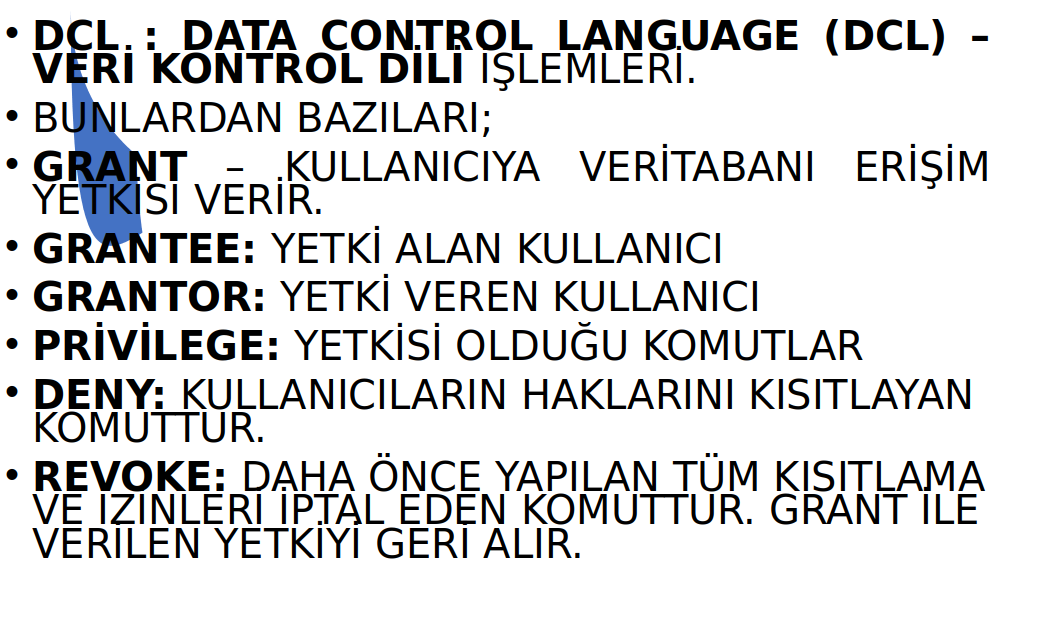 • DCL : DATA CONTROL LANGUAGE (DCL) –
VERİ KONTROL DİLİ İŞLEMLERİ.
• BUNLARDAN BAZILARI;
• GRANT – KULLANICIYA VERİTABANI ERİŞİM
YETKİSİ VERİR.
• GRANTEE: YETKİ ALAN KULLANICI
• GRANTOR: YETKİ VEREN KULLANICI
• PRİVİLEGE: YETKİSİ OLDUĞU KOMUTLAR
• DENY: KULLANICILARIN HAKLARINI KISITLAYAN
KOMUTTUR.
• REVOKE: DAHA ÖNCE YAPILAN TÜM KISITLAMA
VE İZİNLERİ İPTAL EDEN KOMUTTUR. GRANT İLE
VERİLEN YETKİYİ GERİ ALIR.